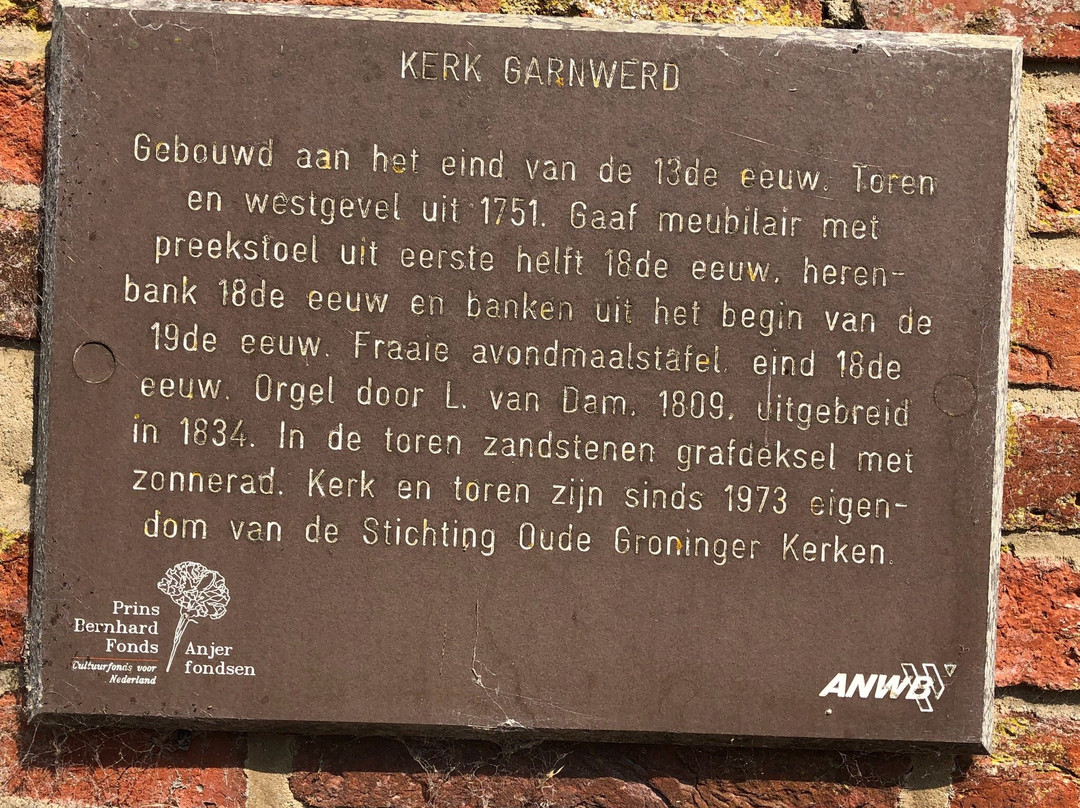 KERK GARNWERD
Gebouwd aan het eind van de 13de eeuw. Toren
en westgevel uit 1751. Gaaf meubilair met
preekstoel uit eerste helft 18de eeuw, heren-
bank 18de eeuw en banken uit het begin van de
19de eeuw. Fraaie avondmaalstafel, eind 18de
eeuw. Orgel door L. van Dam, 1809, uitgebreid
in 1834. In de toren zandstenen grafdeksel met
zonnerad. Kerk en toren zijn sinds 1973 eigen-
dom van de Stichting Oude Groninger Kerken.
Prins
Bernhard
Fonds
Cultuurfonds voor
Nederland
Anjer
fondsen
ANWB